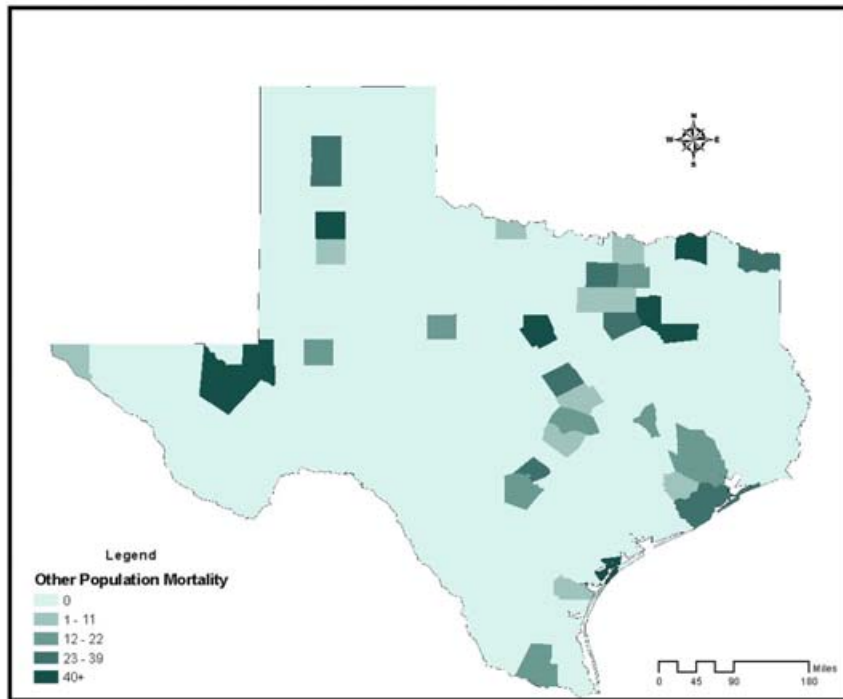 N
W E
S
Legend
Other Population Mortality
0
1 - 11
12 - 22
23 - 39
40+
Miles
0 45 90 180